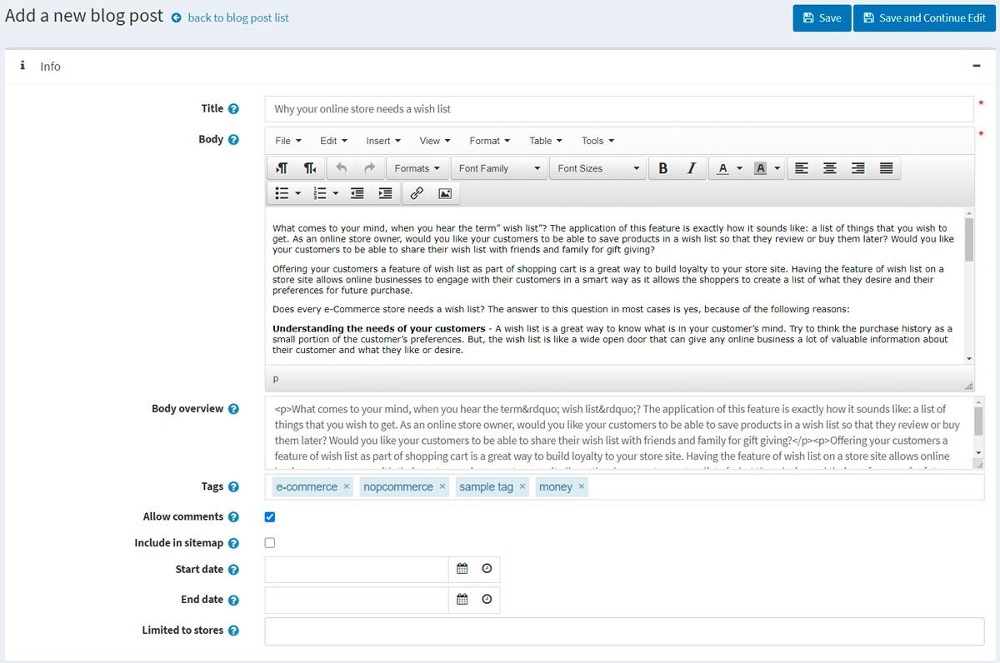 Add a new blog post back to blog post list Save Save and Continue Edit
Info
Title Why your online store needs a wish list *
Body *
File Edit Insert View Format Table Tools
Formats Font Family Font Sizes B I A A
What comes to your mind, when you hear the term” wish list”? The application of this feature is exactly how it sounds like: a list of things that you wish to
get. As an online store owner, would you like your customers to be able to save products in a wish list so that they review or buy them later? Would you like
your customers to be able to share their wish list with friends and family for gift giving?
Offering your customers a feature of wish list as part of shopping cart is a great way to build loyalty to your store site. Having the feature of wish list on a
store site allows online businesses to engage with their customers in a smart way as it allows the shoppers to create a list of what they desire and their
preferences for future purchase.
Does every e-Commerce store needs a wish list? The answer to this question in most cases is yes, because of the following reasons:
Understanding the needs of your customers - A wish list is a great way to know what is in your customer’s mind. Try to think the purchase history as a
small portion of the customer’s preferences. But, the wish list is like a wide open door that can give any online business a lot of valuable information about
their customer and what they like or desire.
p
Body overview
<p>What comes to your mind, when you hear the term&rdquo; wish list&rdquo;? The application of this feature is exactly how it sounds like: a list of
things that you wish to get. As an online store owner, would you like your customers to be able to save products in a wish list so that they review or buy
them later? Would you like your customers to be able to share their wish list with friends and family for gift giving?</p><p>Offering your customers a
feature of wish list as part of shopping cart is a great way to build loyalty to your store site. Having the feature of wish list on a store site allows online
Tags e-commerce × nopcommerce × sample tag × money ×
Allow comments
Include in sitemap
Start date
End date
Limited to stores